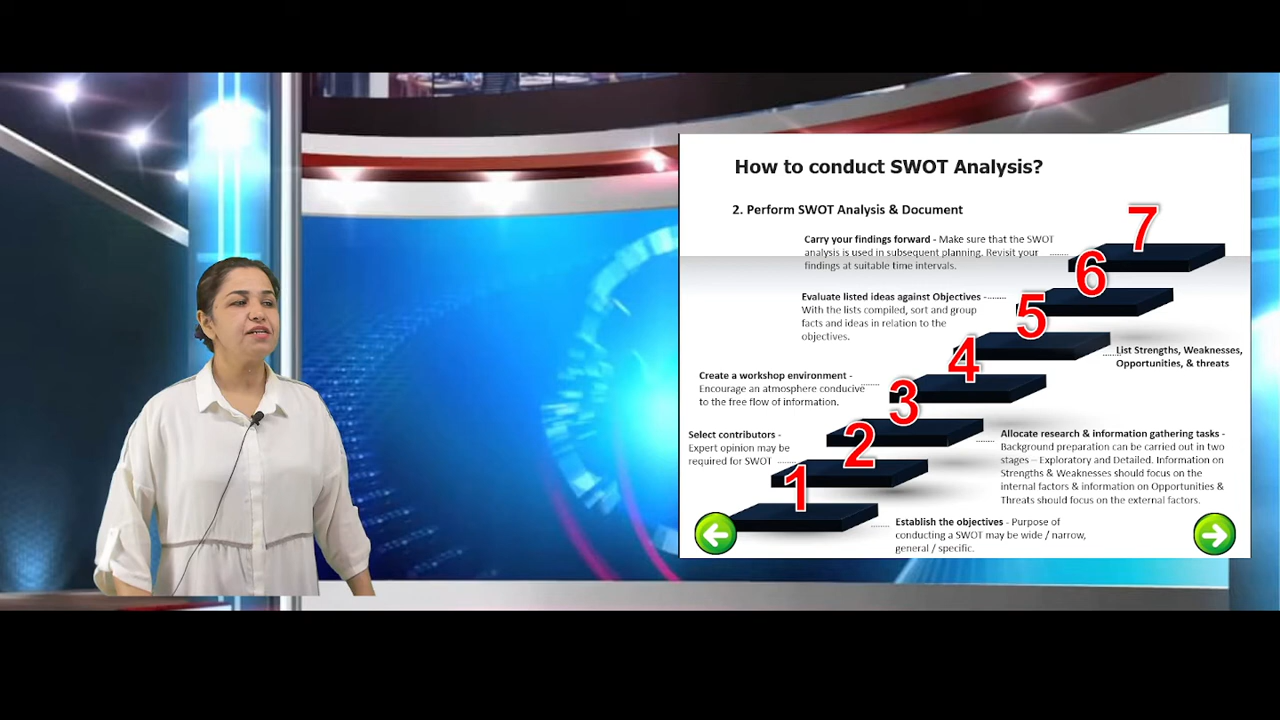 How to conduct SWOT Analysis?
2. Perform SWOT Analysis & Document
7
Carry your findings forward - Make sure that the SWOT
analysis is used in subsequent planning. Revisit your
findings at suitable time intervals.
6
Evaluate listed ideas against Objectives -
With the lists compiled, sort and group
facts and ideas in relation to the
objectives.
5
List Strengths, Weaknesses,
Opportunities, & threats
4
Create a workshop environment -
Encourage an atmosphere conducive
to the free flow of information.
3
Allocate research & information gathering tasks -
Background preparation can be carried out in two
stages – Exploratory and Detailed. Information on
Strengths & Weaknesses should focus on the
internal factors & information on Opportunities &
Threats should focus on the external factors.
2
Select contributors -
Expert opinion may be
required for SWOT
1
Establish the objectives - Purpose of
conducting a SWOT may be wide / narrow,
general / specific.